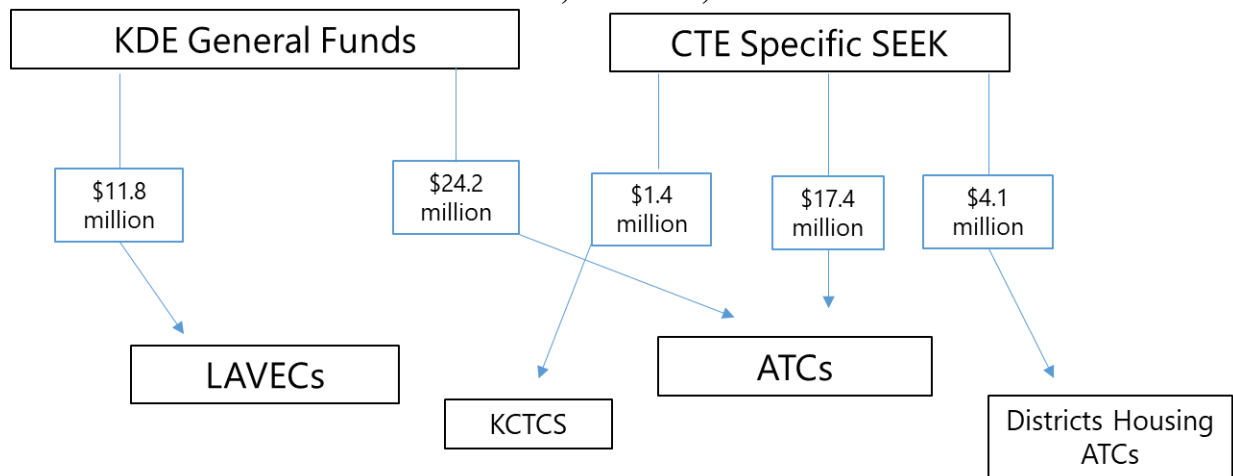 KDE General Funds
CTE Specific SEEK
$11.8
million
$24.2
million
$1.4
million
$17.4
million
$4.1
million
LAVECs
ATCs
KCTCS
Districts Housing
ATCs